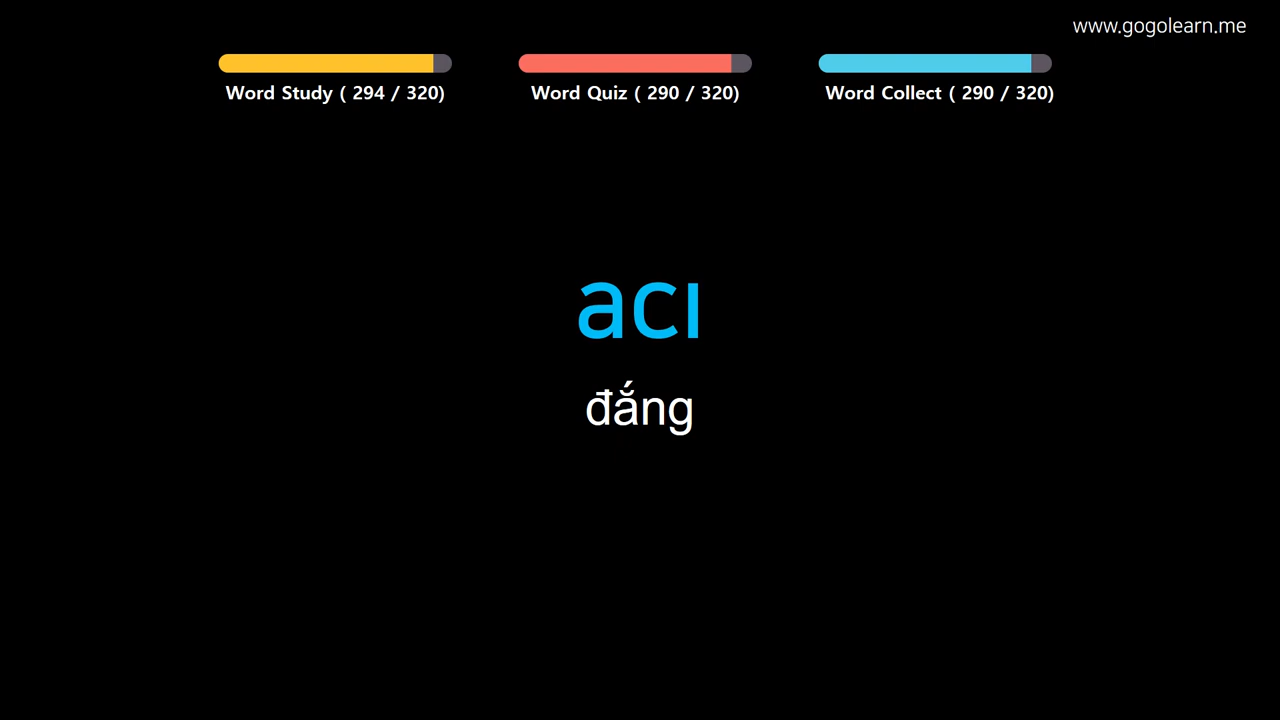 www.gogolearn.me
Word Study ( 294 / 320)
Word Quiz ( 290 / 320)
Word Collect ( 290 / 320)
acı
đắng